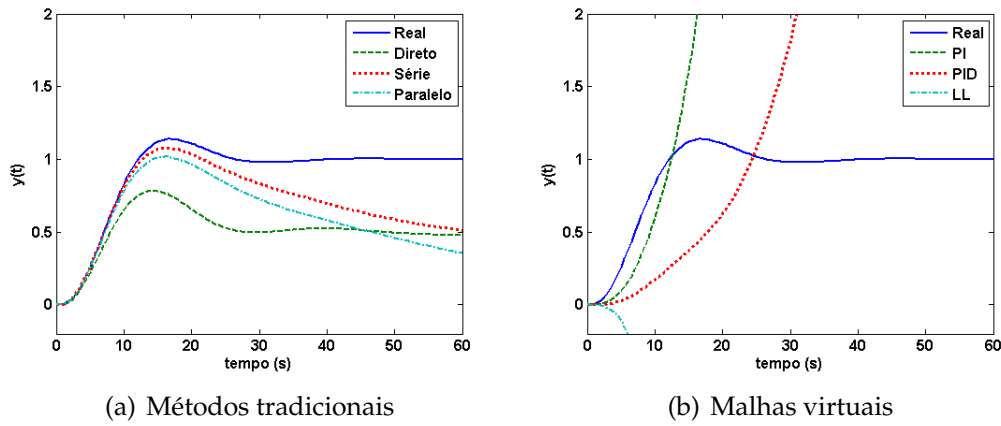 2
1.5
1
0.5
0
y(t)
0 10 20 30 40 50 60
tempo (s)
Real
Direto
Série
Paralelo
(a) Métodos tradicionais
2
1.5
1
0.5
0
y(t)
0 10 20 30 40 50 60
tempo (s)
Real
PI
PID
LL
(b) Malhas virtuais